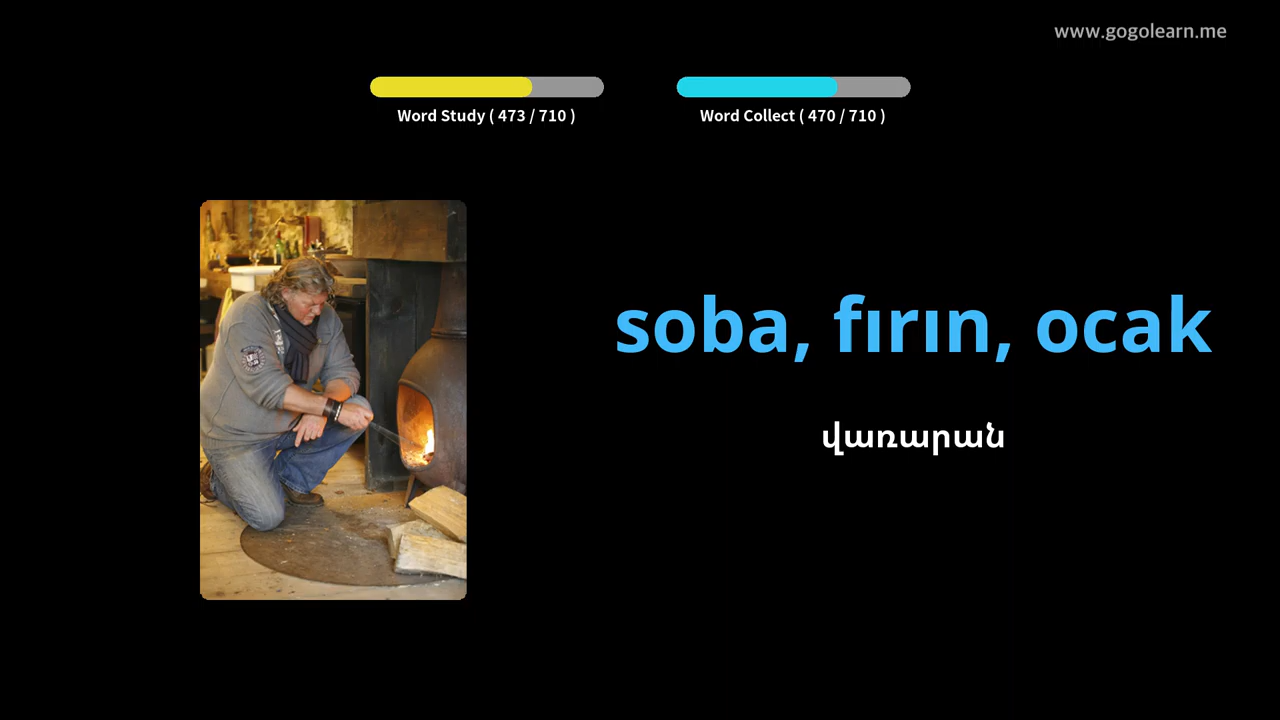 www.gogolearn.me
Word Study ( 473 / 710 )
Word Collect ( 470 / 710 )
soba, fırın, ocak
վառարան